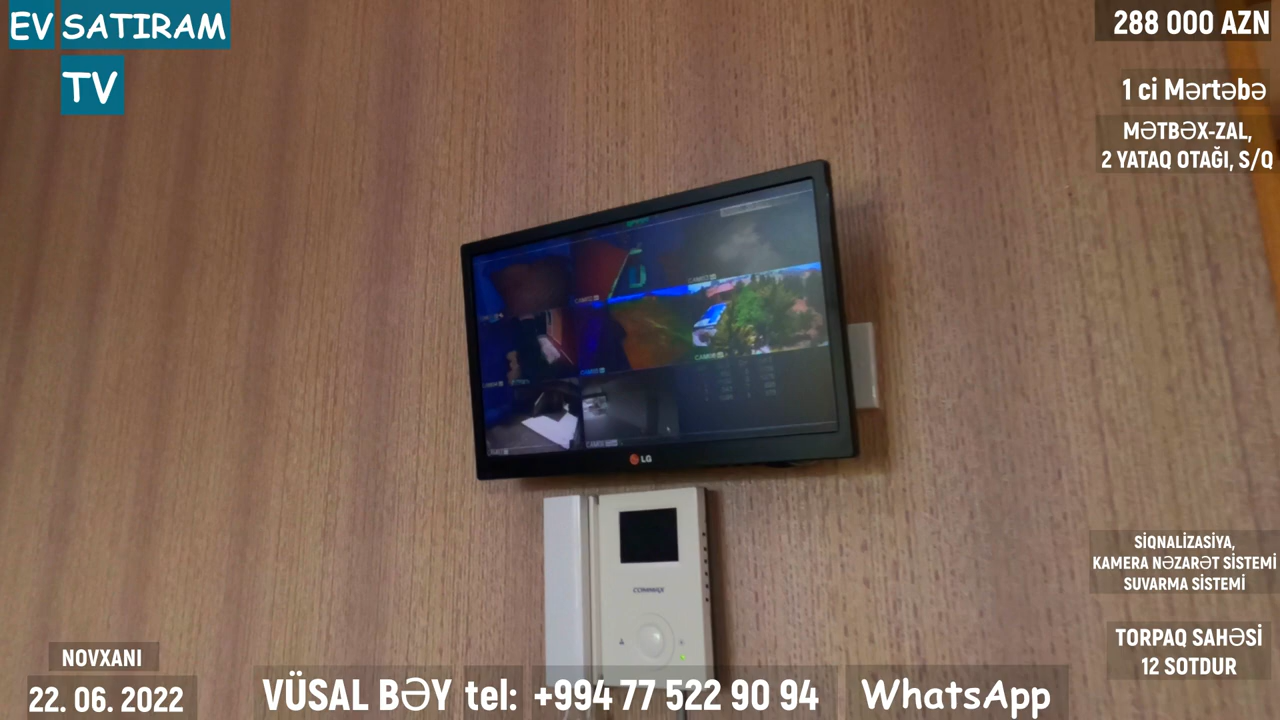 EV SATIRAM
TV
288 000 AZN
1 ci Mərtəbə
MƏTBƏX-ZAL,
2 YATAQ OTAĞI, S/Q
LG
COMMAX
SİQNALİZASİYA,
KAMERA NƏZARƏT SİSTEMİ
SUVARMA SİSTEMİ
TORPAQ SAHƏSİ
12 SOTDUR
NOVXANI
22. 06. 2022
VÜSAL BƏY tel: +994 77 522 90 94 WhatsApp